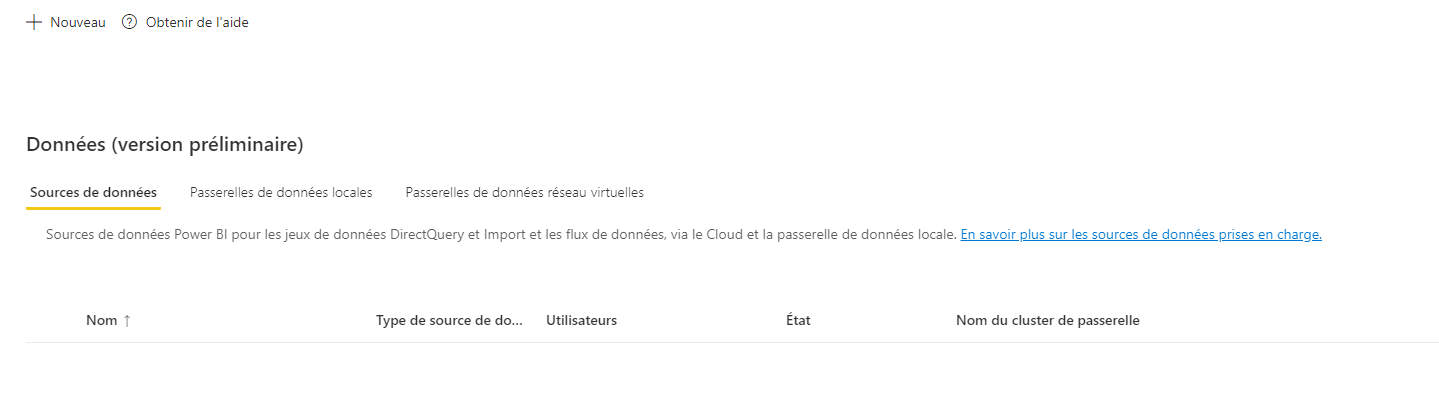 Nouveau Obtenir de l'aide
Données (version préliminaire)
Sources de données Passerelles de données locales Passerelles de données réseau virtuelles
Sources de données Power BI pour les jeux de données DirectQuery et Import et les flux de données, via le Cloud et la passerelle de données locale. En savoir plus sur les sources de données prises en charge.
Nom ↑ Type de source de do... Utilisateurs État Nom du cluster de passerelle